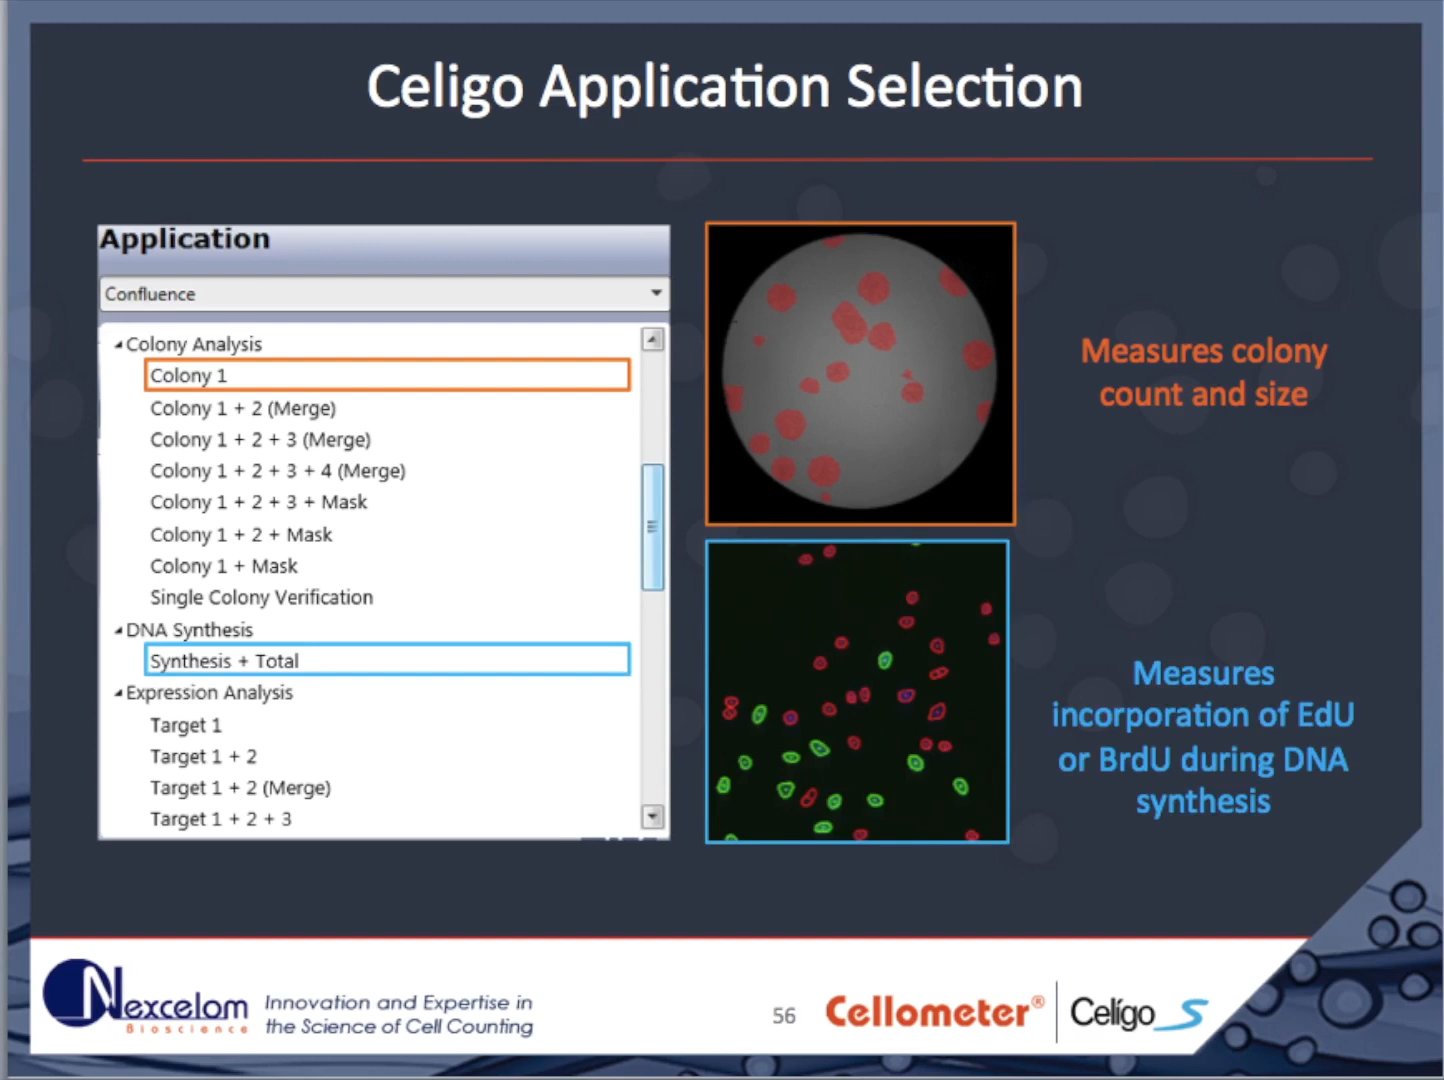 Celigo Application Selection
Application
Confluence
Colony Analysis
Colony 1
Colony 1 + 2 (Merge)
Colony 1 + 2 + 3 (Merge)
Colony 1 + 2 + 3 + 4 (Merge)
Colony 1 + 2 + 3 + Mask
Colony 1 + 2 + Mask
Colony 1 + Mask
Single Colony Verification
DNA Synthesis
Synthesis + Total
Expression Analysis
Target 1
Target 1 + 2
Target 1 + 2 (Merge)
Target 1 + 2 + 3
Measures colony
count and size
Measures
incorporation of EdU
or BrdU during DNA
synthesis
Nexcelom
Bioscience
Innovation and Expertise in
the Science of Cell Counting
56
Cellometer®
Celígo S